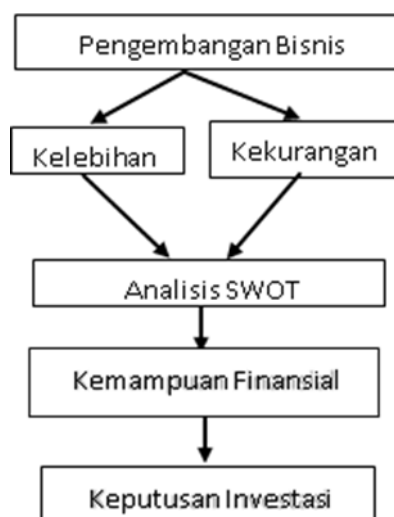 Pengembangan Bisnis
Kelebihan
Kekurangan
Analisis SWOT
Kemampuan Finansial
Keputusan Investasi